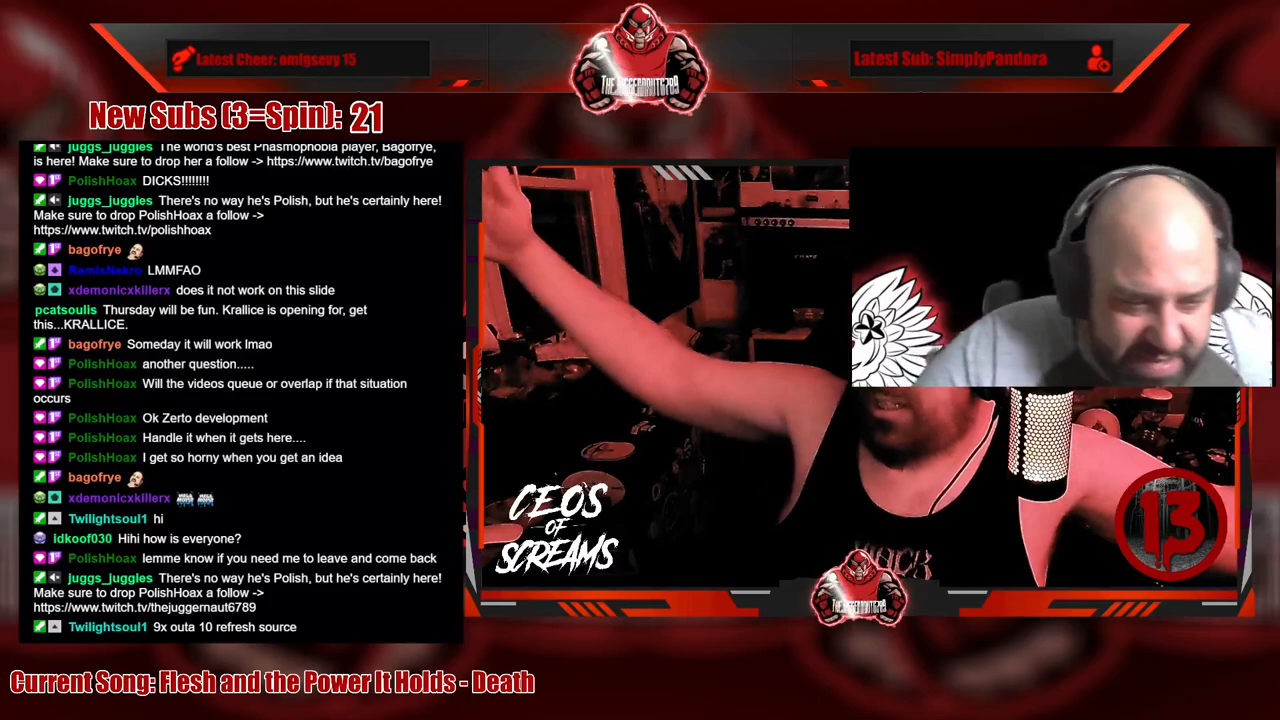 Latest Cheer: omfgsevy 15
THEJUGGERNAUT6789
Latest Sub: SimplyPandora
New Subs (3=Spin): 21
juggs_juggles The world's best Phasmophobia player, Bagofrye,
is here! Make sure to drop her a follow -> https://www.twitch.tv/bagofrye
PolishHoax DICKS!!!!!!!!
juggs_juggles There's no way he's Polish, but he's certainly here!
Make sure to drop PolishHoax a follow ->
https://www.twitch.tv/polishhoax
bagofrye
RemisNekro LMMFAO
xdemonicxkillerx does it not work on this slide
pcatsoulls Thursday will be fun. Krallice is opening for, get
this...KRALLICE.
bagofrye Someday it will work lmao
PolishHoax another question.....
PolishHoax Will the videos queue or overlap if that situation
occurs
PolishHoax Ok Zerto development
PolishHoax Handle it when it gets here....
PolishHoax I get so horny when you get an idea
bagofrye
xdemonicxkillerx
Twilightsoul1 hi
idkoof030 Hihi how is everyone?
PolishHoax lemme know if you need me to leave and come back
juggs_juggles There's no way he's Polish, but he's certainly here!
Make sure to drop PolishHoax a follow ->
https://www.twitch.tv/thejuggernaut6789
Twilightsoul1 9x outa 10 refresh source
CEOS
OF
SCREAMS
13
THEJUGGERNAUT6789
Current Song: Flesh and the Power It Holds - Death